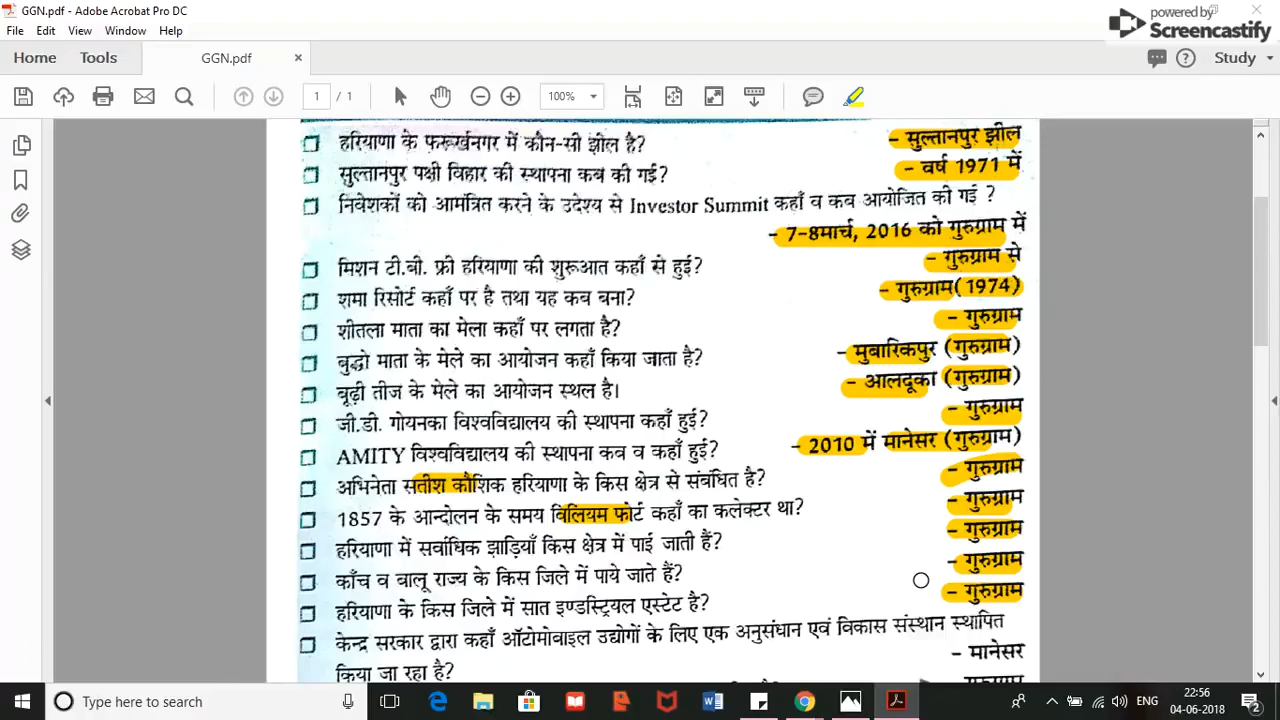 GGN.pdf - Adobe Acrobat Pro DC
powered by
Screencastify
File Edit View Window Help
Home Tools GGN.pdf × Study
1 / 1 100%
हरियाणा के फरूर्खनगर में कौन-सी झील है? - सुल्तानपुर झील
सुल्तानपुर पक्षी विहार की स्थापना कब की गई? - वर्ष 1971 में
निवेशकों को आमंत्रित करने के उदेश्य से Investor Summit कहाँ व कब आयोजित की गई ?
- 7-8मार्च, 2016 को गुरुग्राम में
मिशन टी.बी. फ्री हरियाणा की शुरूआत कहाँ से हुई? - गुरुग्राम से
शमा रिसोर्ट कहाँ पर है तथा यह कब बना? - गुरुग्राम(1974)
शीतला माता का मेला कहाँ पर लगता है? - गुरुग्राम
बुद्धो माता के मेले का आयोजन कहाँ किया जाता है? - मुबारिकपुर (गुरुग्राम)
बूढ़ी तीज के मेले का आयोजन स्थल है। - आलदूका (गुरुग्राम)
जी.डी. गोयनका विश्वविद्यालय की स्थापना कहाँ हुई? - गुरुग्राम
AMITY विश्वविद्यालय की स्थापना कब व कहाँ हुई? - 2010 में मानेसर (गुरुग्राम)
अभिनेता सतीश कौशिक हरियाणा के किस क्षेत्र से संबंधित है? - गुरुग्राम
1857 के आन्दोलन के समय विलियम फोर्ट कहाँ का कलेक्टर था? - गुरुग्राम
हरियाणा में सर्वाधिक झाड़ियाँ किस क्षेत्र में पाई जाती हैं? - गुरुग्राम
काँच व बालू राज्य के किस जिले में पाये जाते हैं? - गुरुग्राम
हरियाणा के किस जिले में सात इण्डस्ट्रियल एस्टेट है? - गुरुग्राम
केन्द्र सरकार द्वारा कहाँ ऑटोमोबाइल उद्योगों के लिए एक अनुसंधान एवं विकास संस्थान स्थापित
किया जा रहा है? - मानेसर
Type here to search ENG 22:56
04-06-2018 2